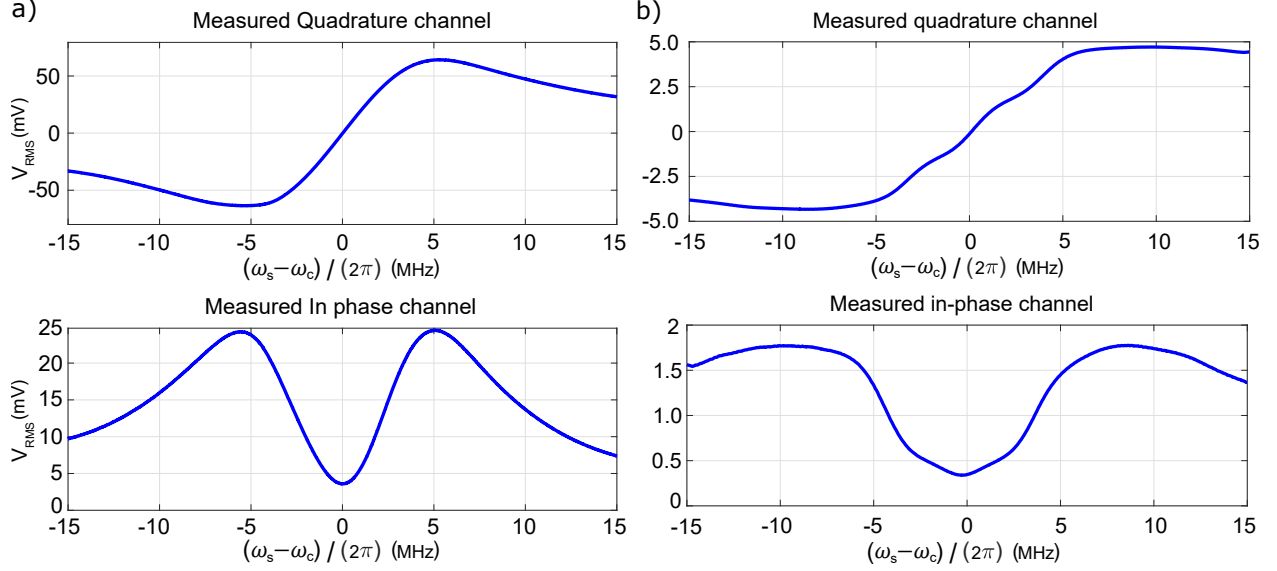 a)
Measured Quadrature channel
50
0
-50
V_RMS (mV)
-15 -10 -5 0 5 10 15
(ω_s−ω_c) / (2π) (MHz)
Measured In phase channel
25
20
15
10
5
0
V_RMS (mV)
-15 -10 -5 0 5 10 15
(ω_s−ω_c) / (2π) (MHz)
b)
Measured quadrature channel
5.0
2.5
0
-2.5
-5.0
-15 -10 -5 0 5 10 15
(ω_s−ω_c) / (2π) (MHz)
Measured in-phase channel
2
1.5
1.0
0.5
0
-15 -10 -5 0 5 10 15
(ω_s−ω_c) / (2π) (MHz)